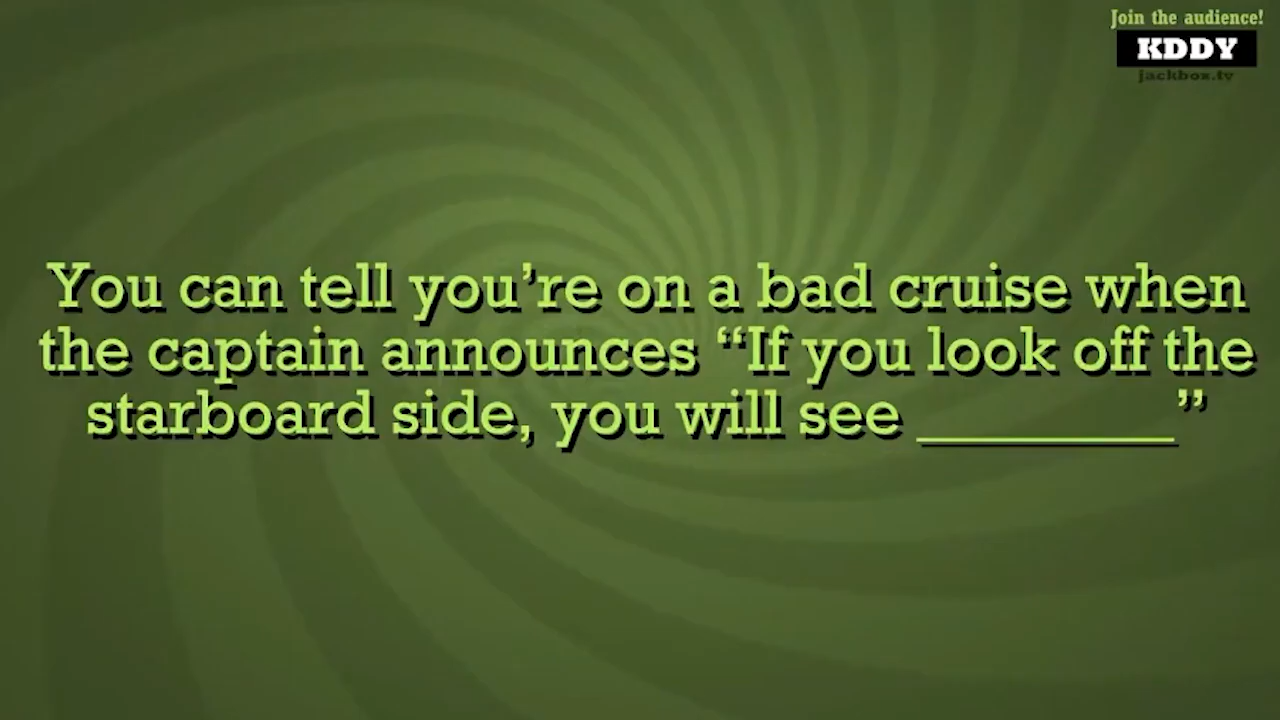 Join the audience!
KDDY
jackbox.tv
You can tell you’re on a bad cruise when
the captain announces “If you look off the
starboard side, you will see ________”